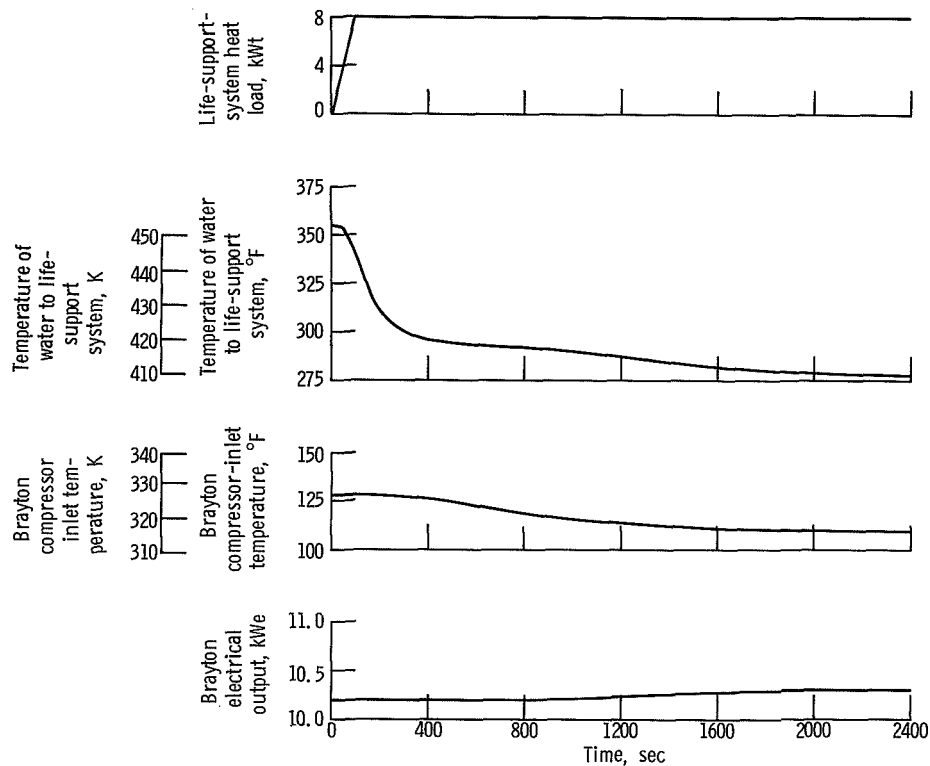 Life-support-
system heat
load, kWt
8
4
0
Temperature of
water to life-
support
system, K
450
440
430
420
410
Temperature of water
to life-support
system, °F
375
350
325
300
275
Brayton
compressor
inlet tem-
perature, K
340
330
320
310
Brayton
compressor-inlet
temperature, °F
150
125
100
Brayton
electrical
output, kWe
11.0
10.5
10.0
0 400 800 1200 1600 2000 2400
Time, sec